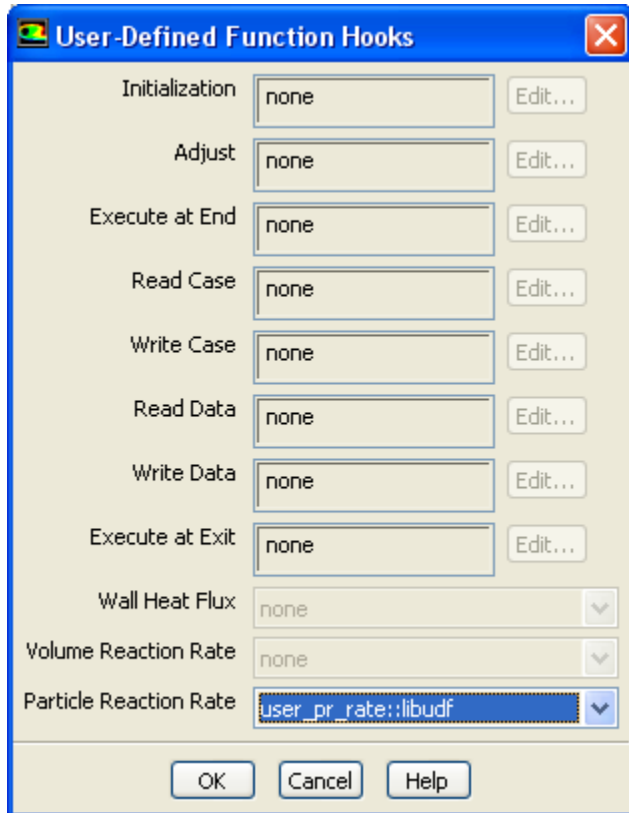 User-Defined Function Hooks
Initialization none Edit...
Adjust none Edit...
Execute at End none Edit...
Read Case none Edit...
Write Case none Edit...
Read Data none Edit...
Write Data none Edit...
Execute at Exit none Edit...
Wall Heat Flux none
Volume Reaction Rate none
Particle Reaction Rate user_pr_rate::libudf
OK Cancel Help